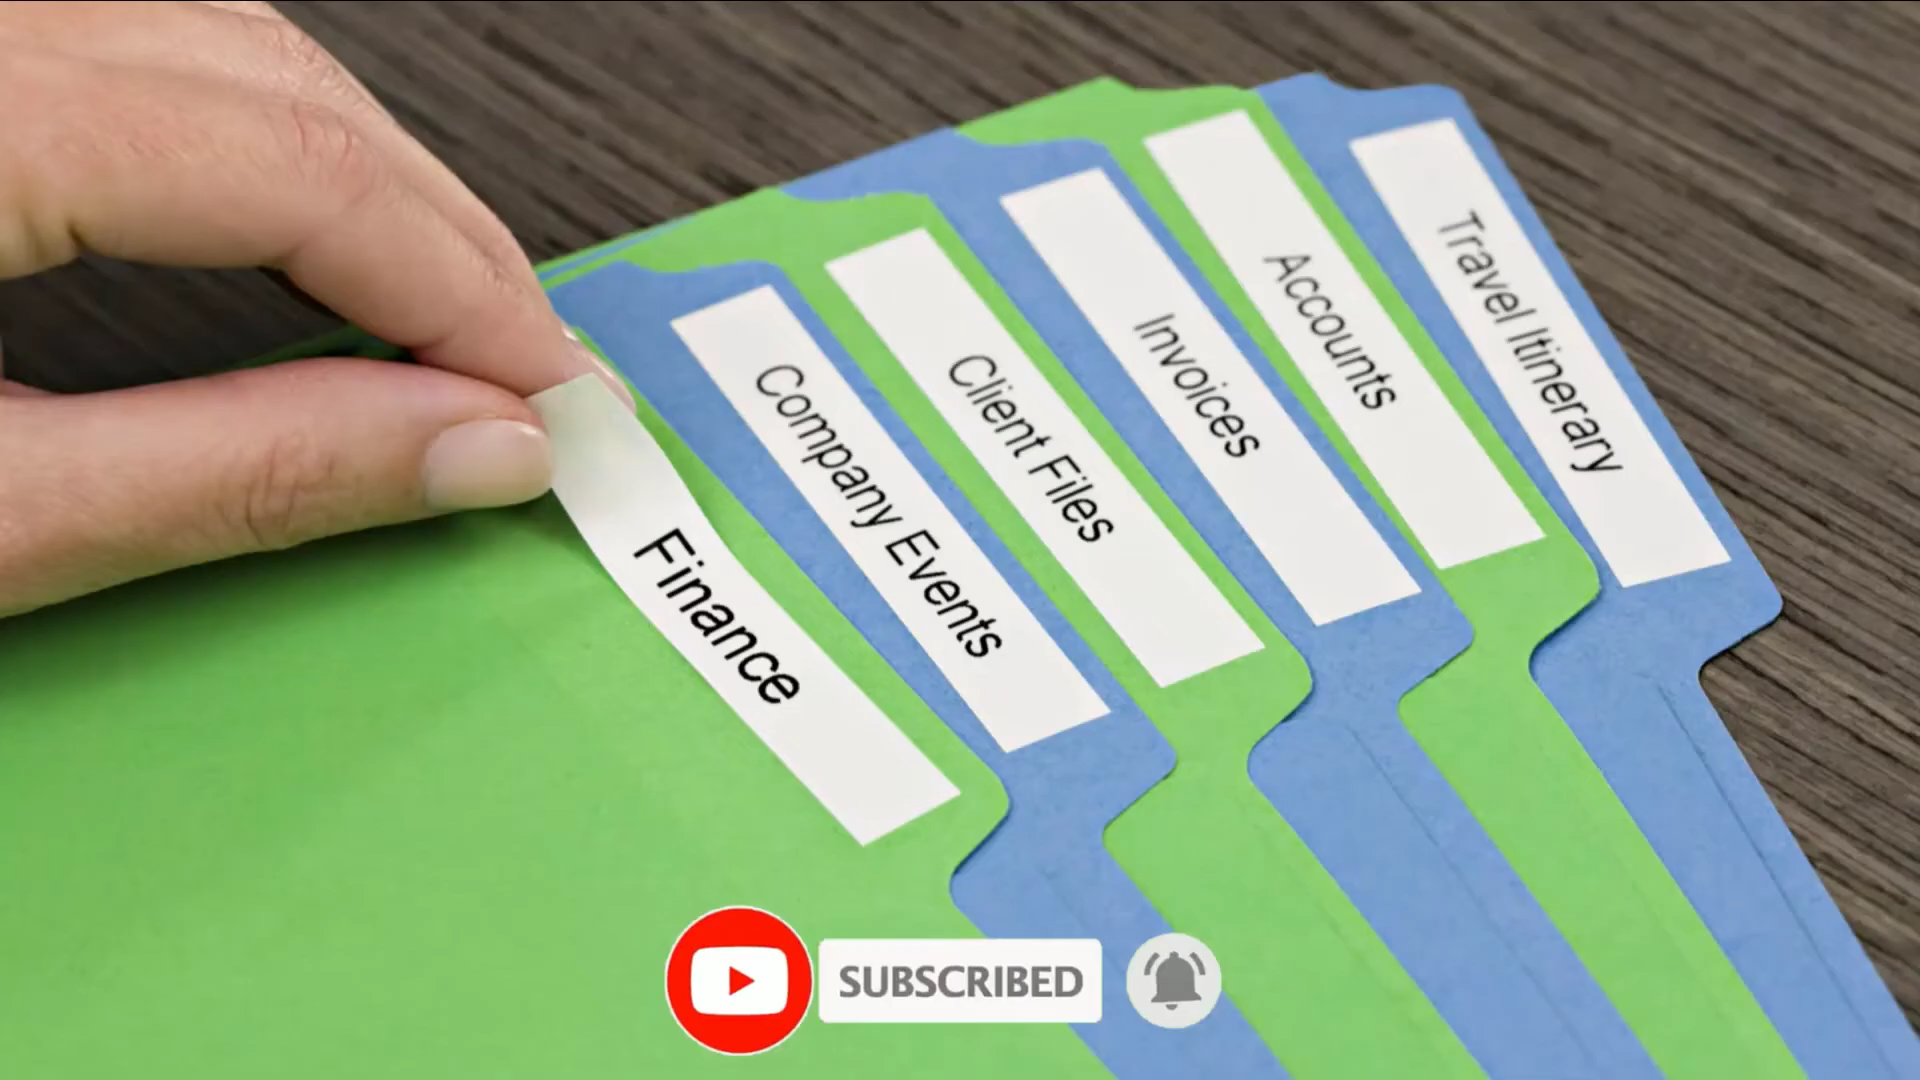 Finance
Company Events
Client Files
Invoices
Accounts
Travel Itinerary
SUBSCRIBED